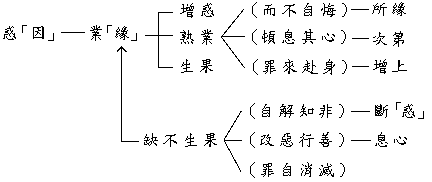 增惑 (而不自悔) 所緣
惑「因」 業「緣」 熟業 (頓息其心) 次第
生果 (罪來赴身) 增上
(自解知非) 斷「惑」
缺不生果 (改惡行善) 息心
(罪自消滅)